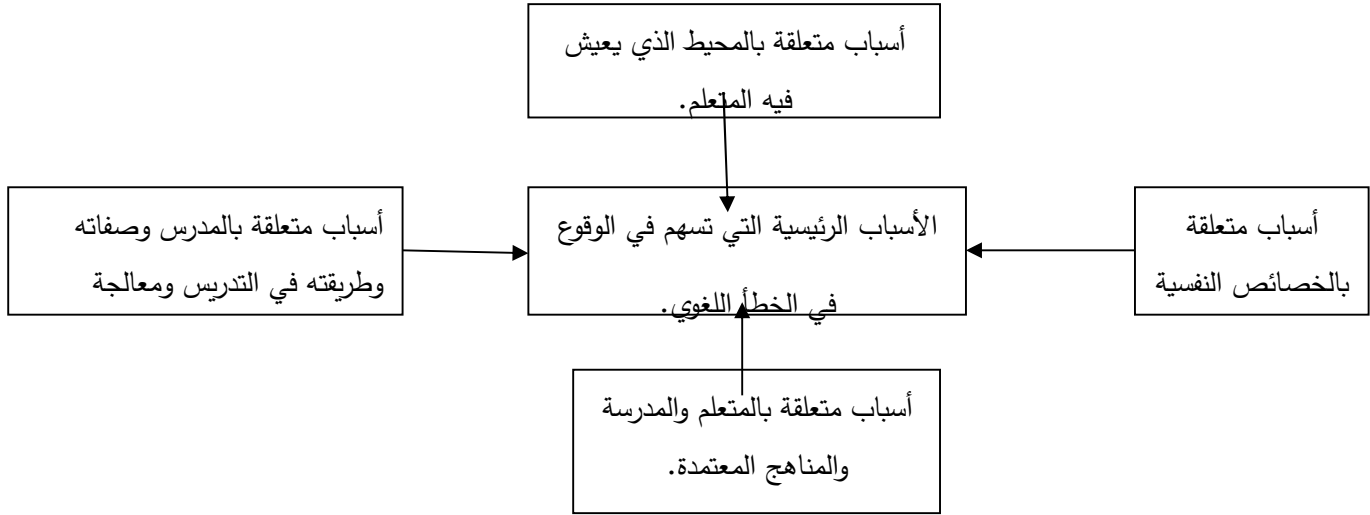 أسباب متعلقة بالمحيط الذي يعيش
فيه المتعلم.
أسباب متعلقة
بالخصائص النفسية
الأسباب الرئيسية التي تسهم في الوقوع
في الخطأ اللغوي.
أسباب متعلقة بالمدرس وصفاته
وطريقته في التدريس ومعالجة
أسباب متعلقة بالمتعلم والمدرسة
والمناهج المعتمدة.